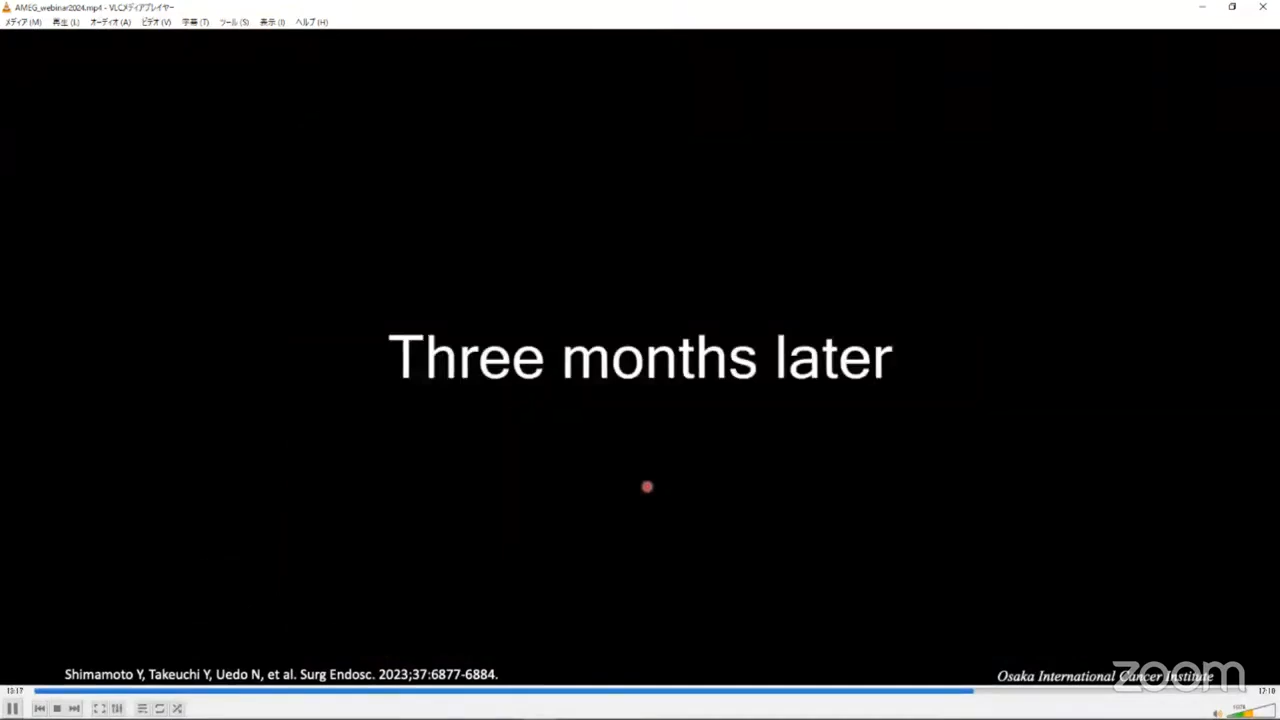 AMEG_webinar2024.mp4 - VLCメディアプレイヤー
メディア(M) 再生(L) オーディオ(A) ビデオ(V) 字幕(T) ツール(S) 表示(I) ヘルプ(H)
Three months later
Shimamoto Y, Takeuchi Y, Uedo N, et al. Surg Endosc. 2023;37:6877-6884.
Osaka International Cancer Institute
zoom
13:17